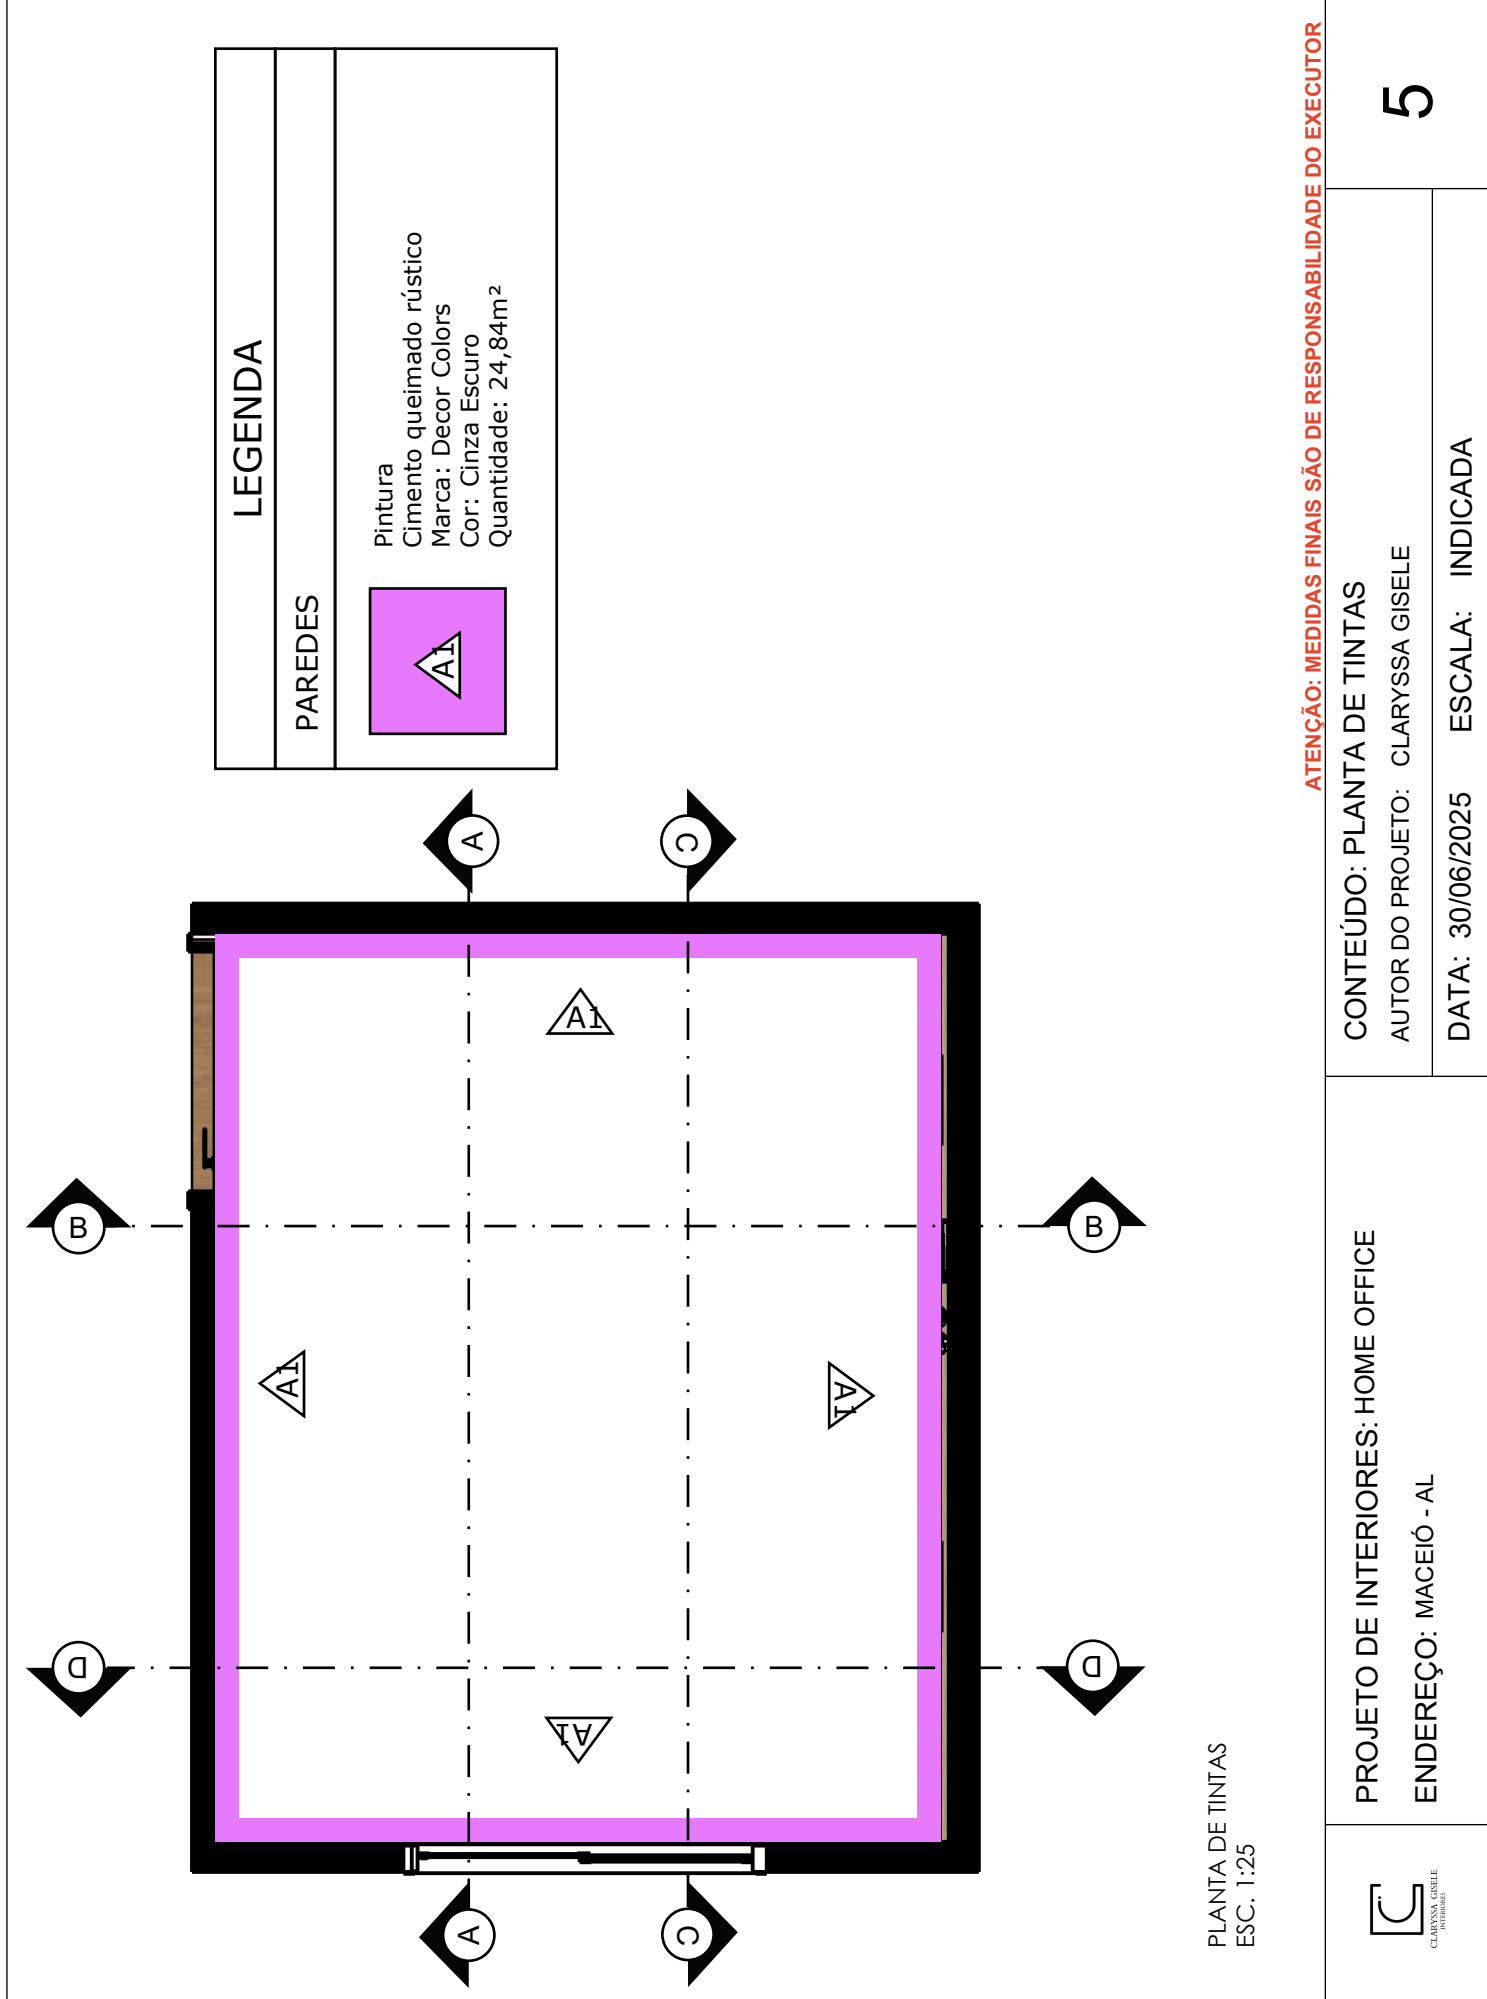 LEGENDA
PAREDES
A1
Pintura
Cimento queimado rústico
Marca: Decor Colors
Cor: Cinza Escuro
Quantidade: 24,84m²
B
D
A
C
A1
A1
A1
A1
A
C
B
D
PLANTA DE TINTAS
ESC. 1:25
ATENÇÃO: MEDIDAS FINAIS SÃO DE RESPONSABILIDADE DO EXECUTOR
CLARYSSA GISELE
INTERIORES
PROJETO DE INTERIORES: HOME OFFICE
ENDEREÇO: MACEIÓ - AL
CONTEÚDO: PLANTA DE TINTAS
AUTOR DO PROJETO: CLARYSSA GISELE
DATA: 30/06/2025 ESCALA: INDICADA
5